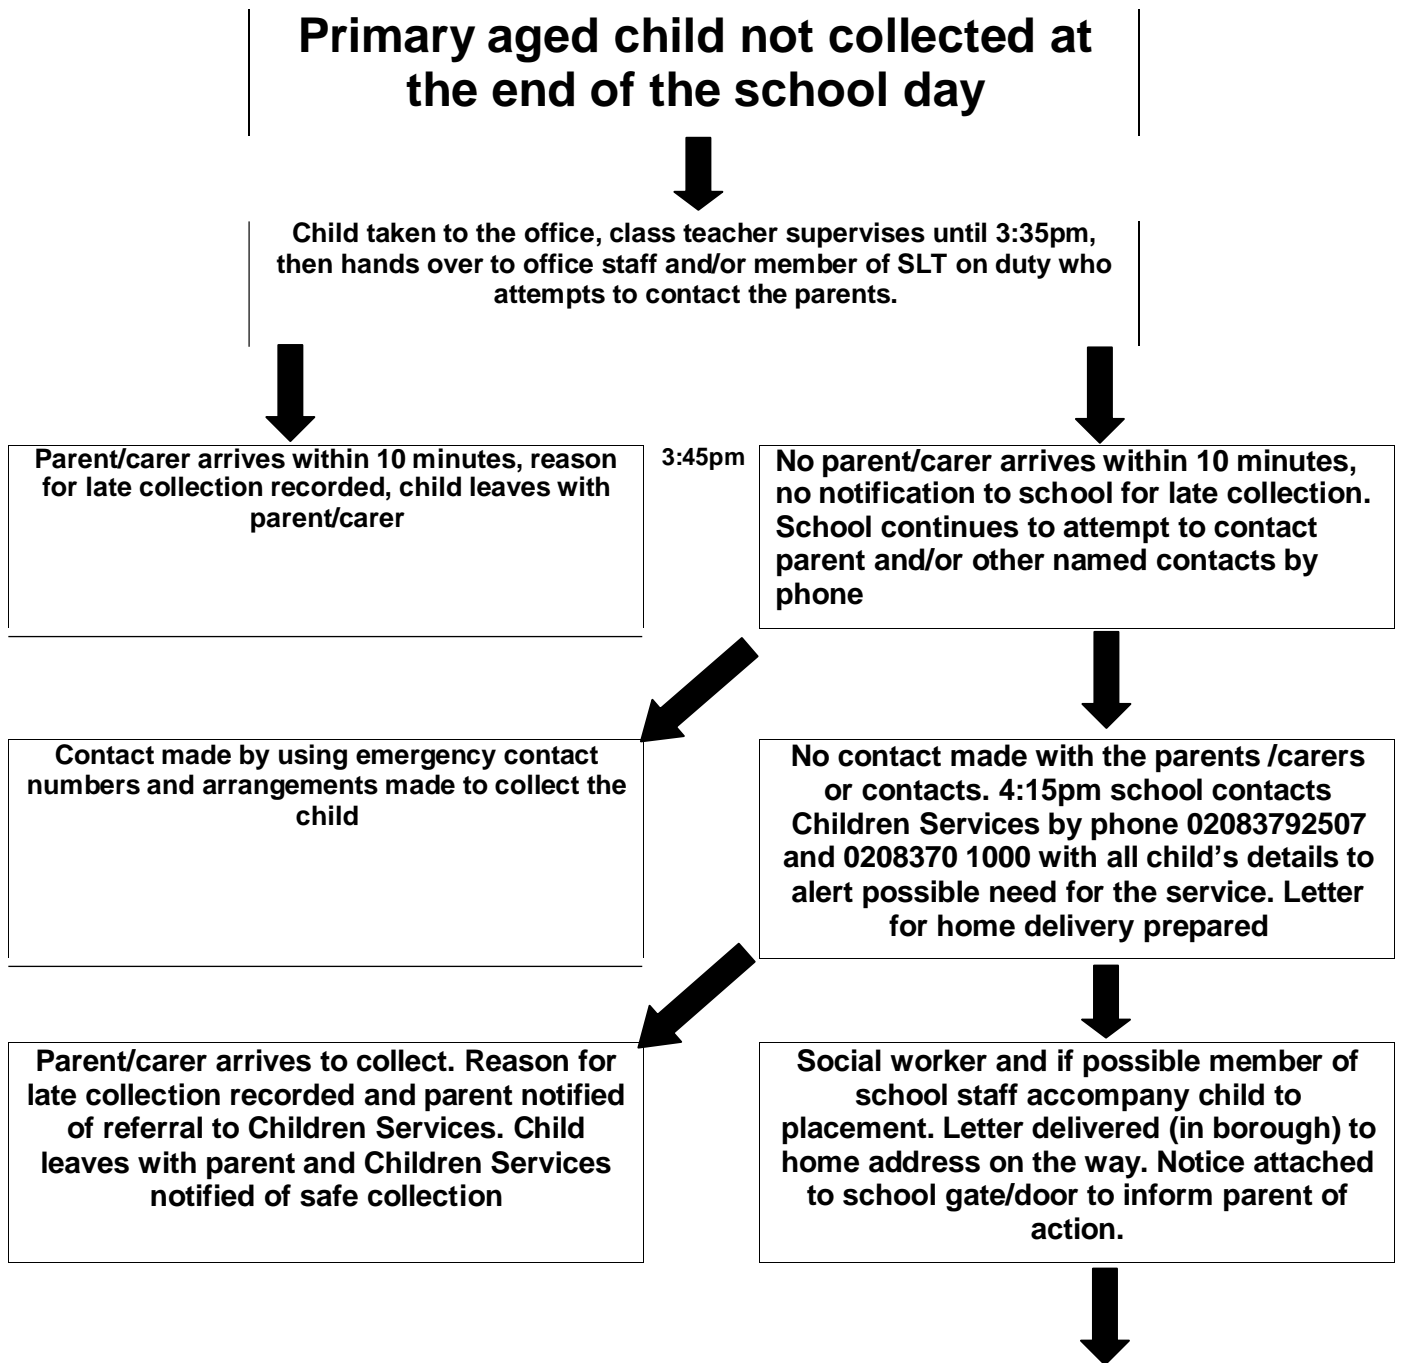 Primary aged child not collected at
the end of the school day
Child taken to the office, class teacher supervises until 3:35pm,
then hands over to office staff and/or member of SLT on duty who
attempts to contact the parents.
Parent/carer arrives within 10 minutes, reason
for late collection recorded, child leaves with
parent/carer
3:45pm
No parent/carer arrives within 10 minutes,
no notification to school for late collection.
School continues to attempt to contact
parent and/or other named contacts by
phone
Contact made by using emergency contact
numbers and arrangements made to collect the
child
No contact made with the parents /carers
or contacts. 4:15pm school contacts
Children Services by phone 02083792507
and 0208370 1000 with all child’s details to
alert possible need for the service. Letter
for home delivery prepared
Parent/carer arrives to collect. Reason for
late collection recorded and parent notified
of referral to Children Services. Child
leaves with parent and Children Services
notified of safe collection
Social worker and if possible member of
school staff accompany child to
placement. Letter delivered (in borough) to
home address on the way. Notice attached
to school gate/door to inform parent of
action.